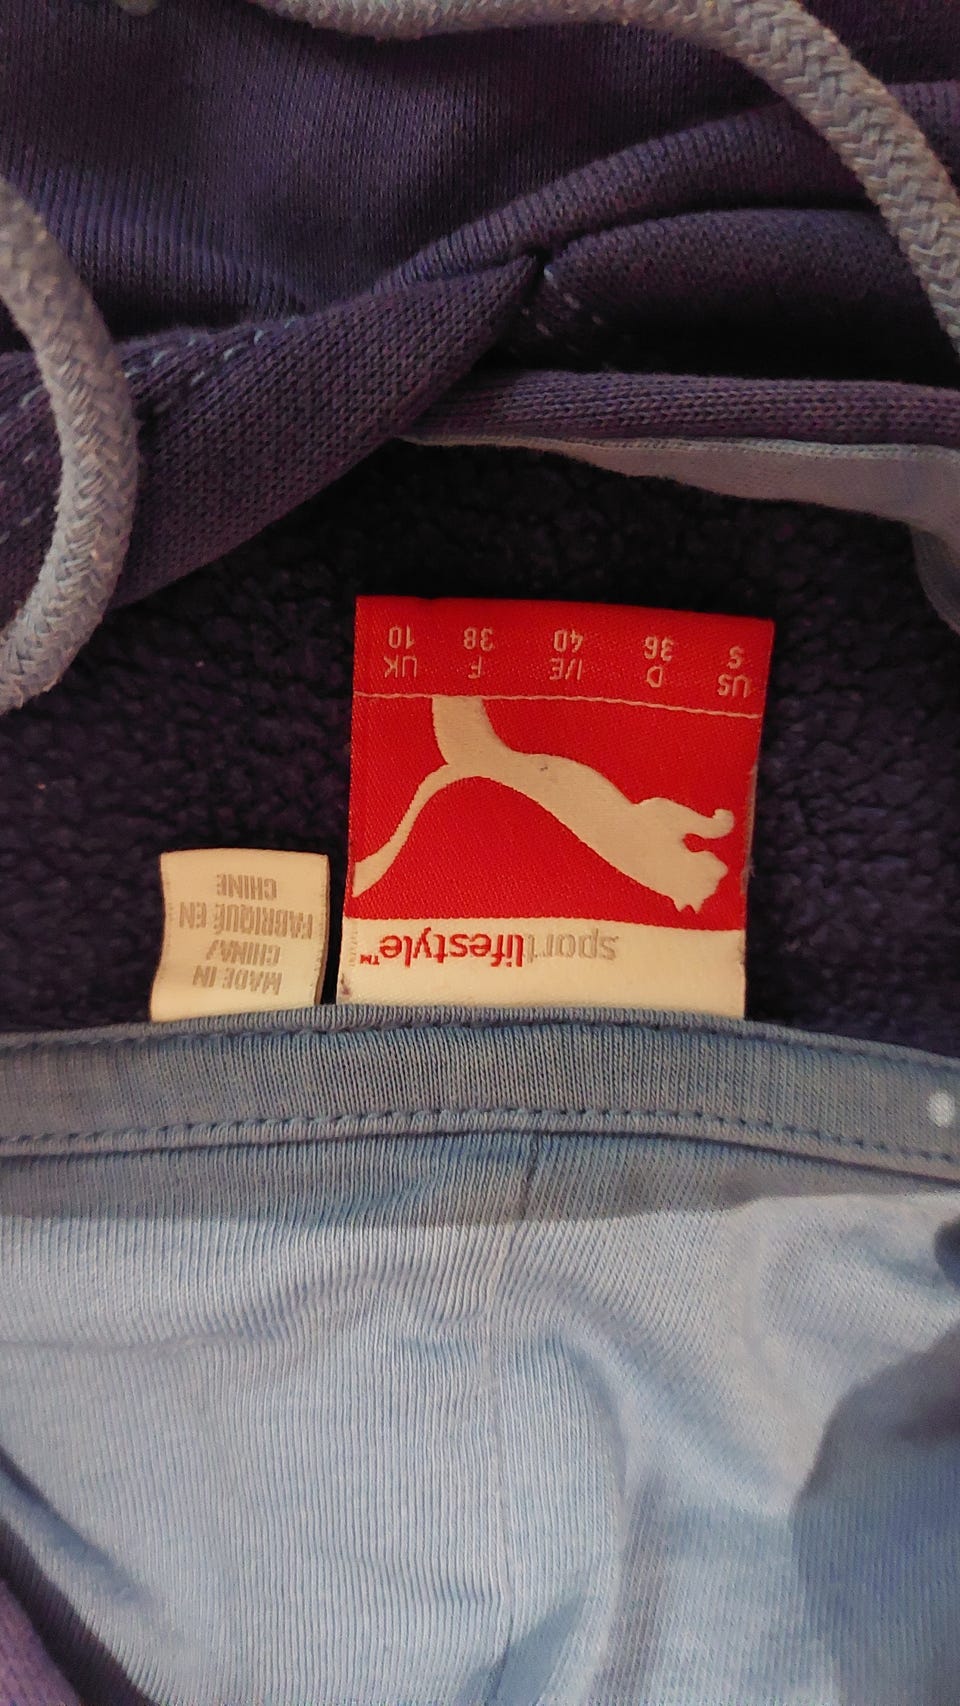 sportlifestyle™
US D I/E F UK
S 36 40 38 10
MADE IN
CHINA/
FABRIQUÉ EN
CHINE